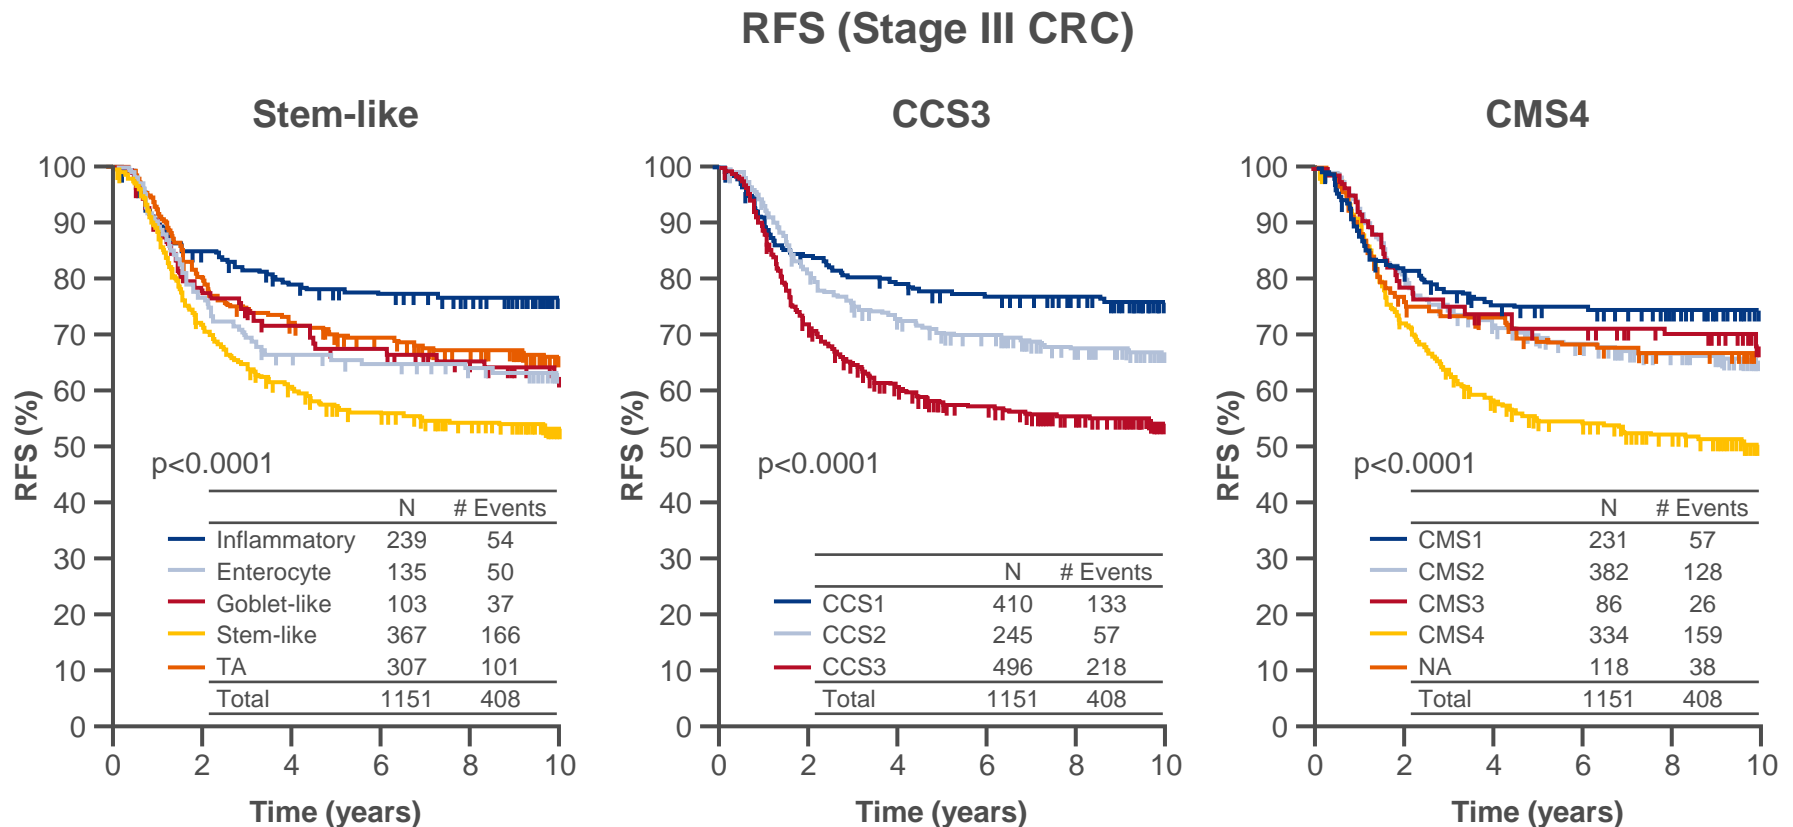 RFS (Stage III CRC)
Stem-like
RFS (%)
100
90
80
70
60
50
40
30
20
10
0
p<0.0001
N # Events
Inflammatory 239 54
Enterocyte 135 50
Goblet-like 103 37
Stem-like 367 166
TA 307 101
Total 1151 408
0 2 4 6 8 10
Time (years)
CCS3
RFS (%)
100
90
80
70
60
50
40
30
20
10
0
p<0.0001
N # Events
CCS1 410 133
CCS2 245 57
CCS3 496 218
Total 1151 408
0 2 4 6 8 10
Time (years)
CMS4
RFS (%)
100
90
80
70
60
50
40
30
20
10
0
p<0.0001
N # Events
CMS1 231 57
CMS2 382 128
CMS3 86 26
CMS4 334 159
NA 118 38
Total 1151 408
0 2 4 6 8 10
Time (years)